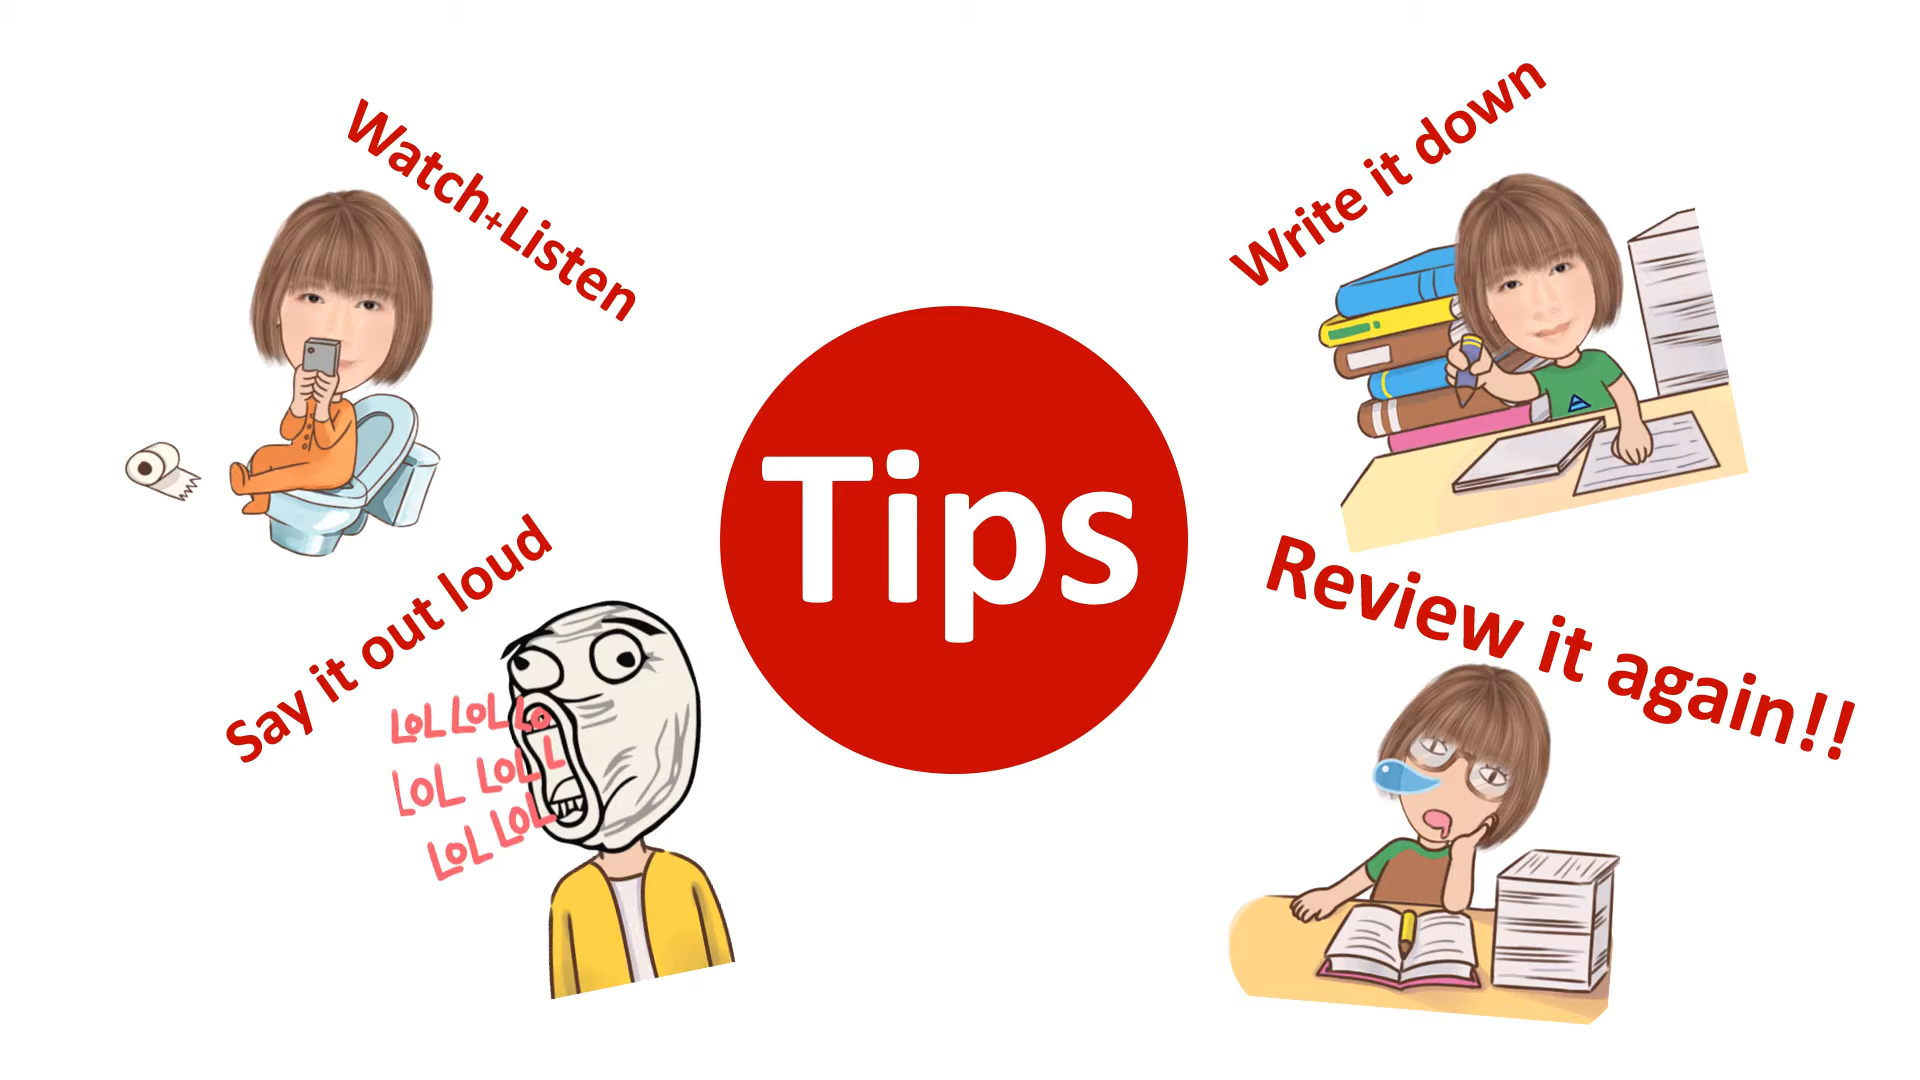 Watch+Listen
Write it down
Tips
Say it out loud
LOL LOL LO
LOL LOL L
LOL LOL
Review it again!!